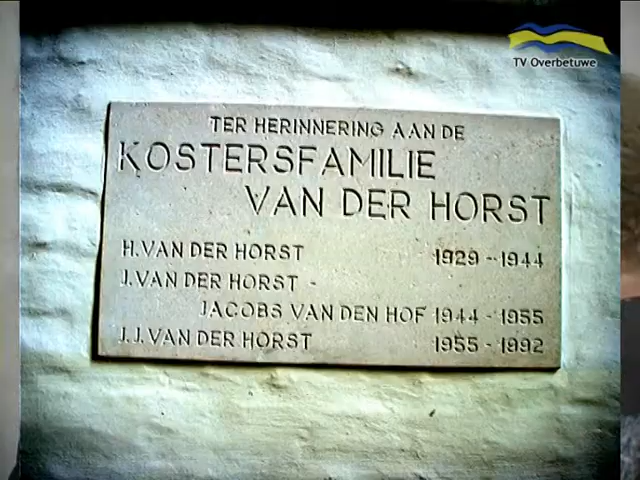 TV Overbetuwe
TER HERINNERING AAN DE
KOSTERSFAMILIE
VAN DER HORST
H. VAN DER HORST 1929 - 1944
J. VAN DER HORST -
JACOBS VAN DEN HOF 1944 - 1955
J.J. VAN DER HORST 1955 - 1992